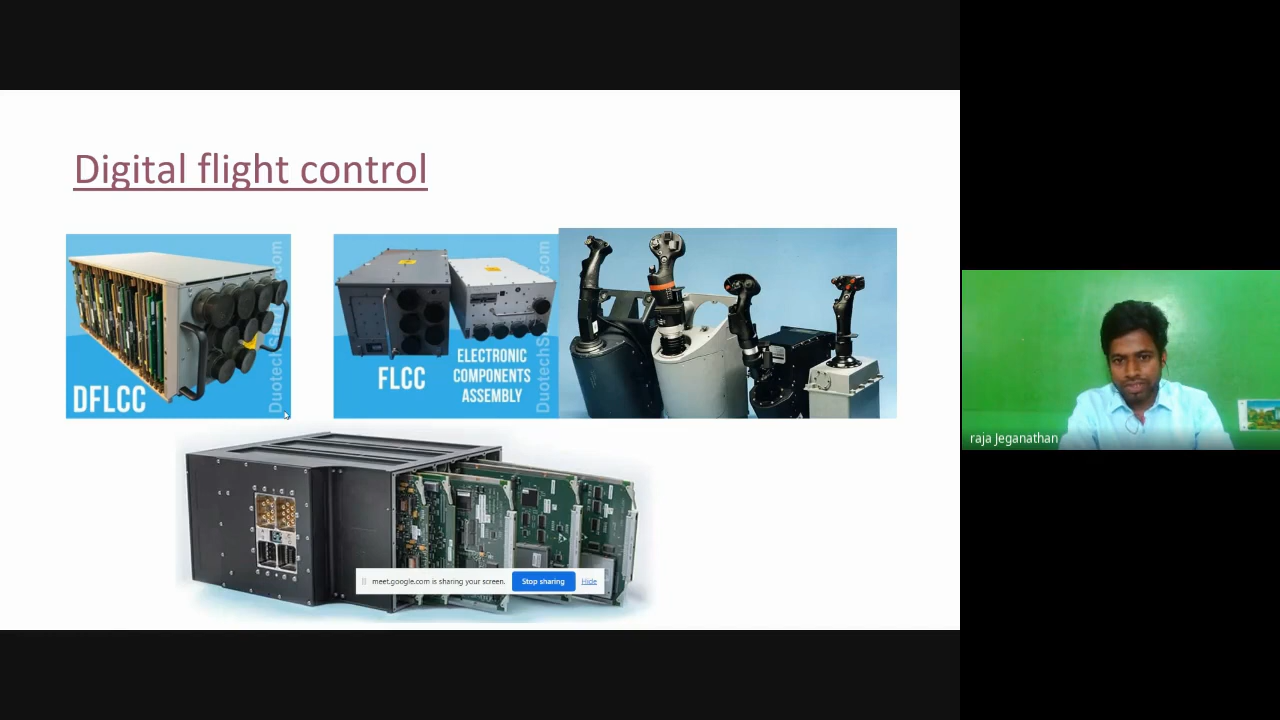 Digital flight control
DFLCC
FLCC
ELECTRONIC
COMPONENTS
ASSEMBLY
raja Jeganathan
meet.google.com is sharing your screen.
Stop sharing
Hide